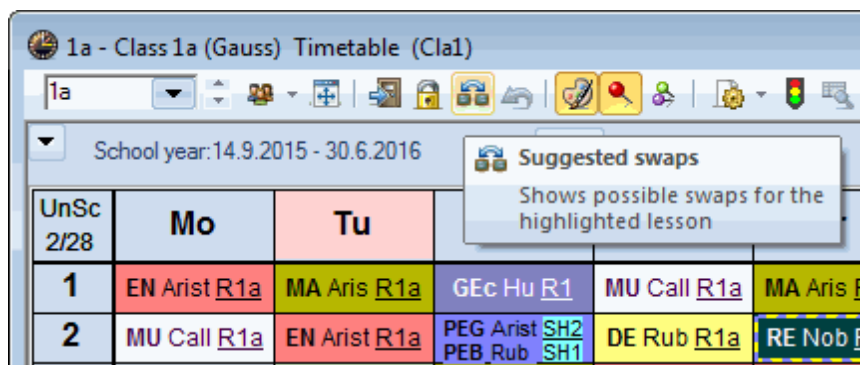 1a - Class 1a (Gauss) Timetable (Cla1)
1a
School year:14.9.2015 - 30.6.2016
Suggested swaps
Shows possible swaps for the
highlighted lesson
UnSc
2/28
Mo Tu
1 EN Arist R1a MA Aris R1a GEc Hu R1 MU Call R1a MA Aris
2 MU Call R1a EN Arist R1a PEG Arist SH2 DE Rub R1a RE Nob
PEB Rub SH1